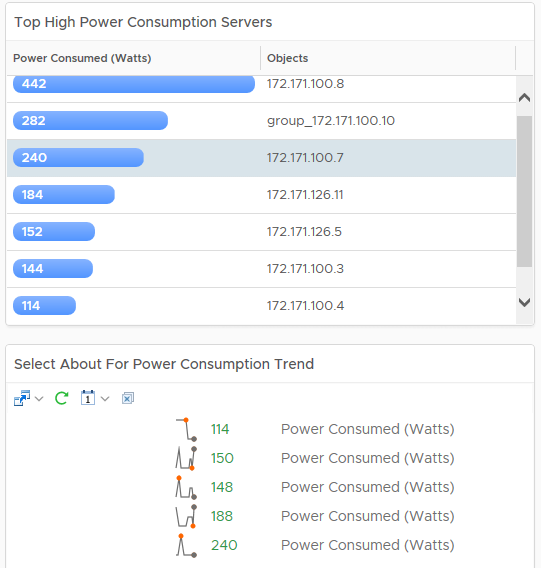 Top High Power Consumption Servers
Power Consumed (Watts) Objects
442 172.171.100.8
282 group_172.171.100.10
240 172.171.100.7
184 172.171.126.11
152 172.171.126.5
144 172.171.100.3
114 172.171.100.4
Select About For Power Consumption Trend
1
114 Power Consumed (Watts)
150 Power Consumed (Watts)
148 Power Consumed (Watts)
188 Power Consumed (Watts)
240 Power Consumed (Watts)